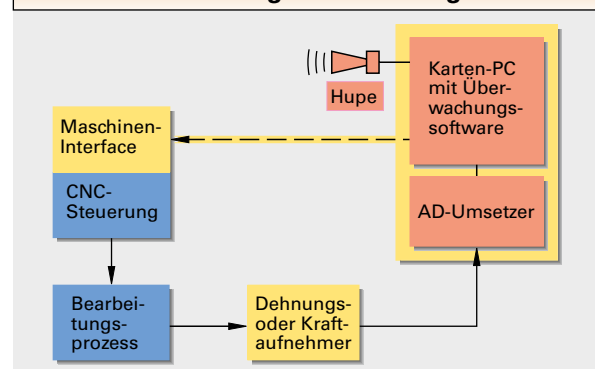 Hupe
Karten-PC
mit Über-
wachungs-
software
Maschinen-
Interface
CNC-
Steuerung
AD-Umsetzer
Bearbei-
tungs-
prozess
Dehnungs-
oder Kraft-
aufnehmer